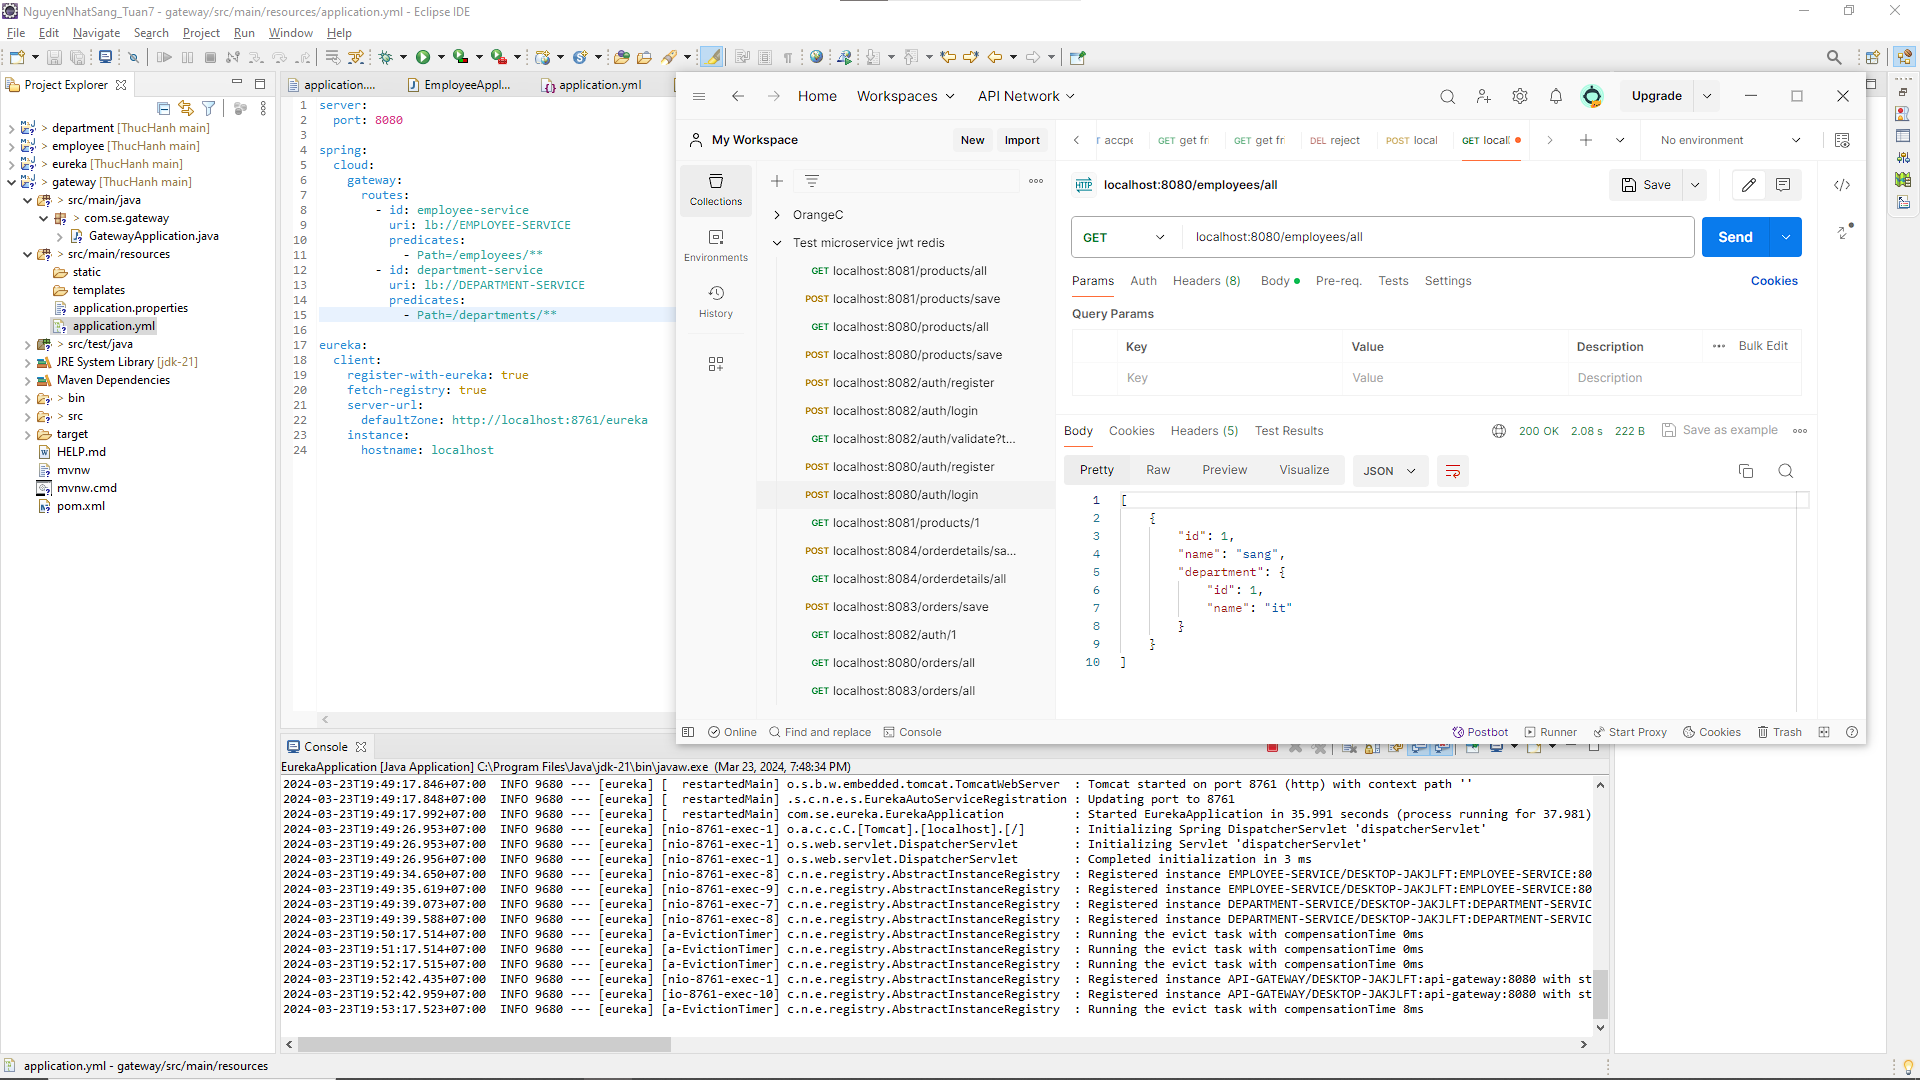 NguyenNhatSang_Tuan7 - gateway/src/main/resources/application.yml - Eclipse IDE
File Edit Navigate Search Project Run Window Help
Project Explorer
> department [ThucHanh main]
> employee [ThucHanh main]
> eureka [ThucHanh main]
> gateway [ThucHanh main]
> src/main/java
> com.se.gateway
GatewayApplication.java
> src/main/resources
static
templates
application.properties
application.yml
> src/test/java
JRE System Library [jdk-21]
Maven Dependencies
> bin
> src
target
HELP.md
mvnw
mvnw.cmd
pom.xml
application.... EmployeeAppl... application.yml
1 server:
2 port: 8080
3
4 spring:
5 cloud:
6 gateway:
7 routes:
8 - id: employee-service
9 uri: lb://EMPLOYEE-SERVICE
10 predicates:
11 - Path=/employees/**
12 - id: department-service
13 uri: lb://DEPARTMENT-SERVICE
14 predicates:
15 - Path=/departments/**
16
17 eureka:
18 client:
19 register-with-eureka: true
20 fetch-registry: true
21 server-url:
22 defaultZone: http://localhost:8761/eureka
23 instance:
24 hostname: localhost
Home Workspaces API Network Upgrade
My Workspace New Import
Collections
Environments
History
OrangeC
Test microservice jwt redis
GET localhost:8081/products/all
POST localhost:8081/products/save
GET localhost:8080/products/all
POST localhost:8080/products/save
POST localhost:8082/auth/register
POST localhost:8082/auth/login
GET localhost:8082/auth/validate?t...
POST localhost:8080/auth/register
POST localhost:8080/auth/login
GET localhost:8081/products/1
POST localhost:8084/orderdetails/sa...
GET localhost:8084/orderdetails/all
POST localhost:8083/orders/save
GET localhost:8082/auth/1
GET localhost:8080/orders/all
GET localhost:8083/orders/all
accpe GET get fri GET get fri DEL reject POST local GET local No environment
HTTP localhost:8080/employees/all Save
GET localhost:8080/employees/all Send
Params Auth Headers (8) Body Pre-req. Tests Settings Cookies
Query Params
Key Value Description Bulk Edit
Key Value Description
Body Cookies Headers (5) Test Results 200 OK 2.08 s 222 B Save as example
Pretty Raw Preview Visualize JSON
1 [
2 {
3 "id": 1,
4 "name": "sang",
5 "department": {
6 "id": 1,
7 "name": "it"
8 }
9 }
10 ]
Online Find and replace Console Postbot Runner Start Proxy Cookies Trash
Console
EurekaApplication [Java Application] C:\Program Files\Java\jdk-21\bin\javaw.exe (Mar 23, 2024, 7:48:34 PM)
2024-03-23T19:49:17.846+07:00 INFO 9680 --- [eureka] [ restartedMain] o.s.b.w.embedded.tomcat.TomcatWebServer : Tomcat started on port 8761 (http) with context path ''
2024-03-23T19:49:17.848+07:00 INFO 9680 --- [eureka] [ restartedMain] .s.c.n.e.s.EurekaAutoServiceRegistration : Updating port to 8761
2024-03-23T19:49:17.992+07:00 INFO 9680 --- [eureka] [ restartedMain] com.se.eureka.EurekaApplication : Started EurekaApplication in 35.991 seconds (process running for 37.981)
2024-03-23T19:49:26.953+07:00 INFO 9680 --- [eureka] [nio-8761-exec-1] o.a.c.c.C.[Tomcat].[localhost].[/] : Initializing Spring DispatcherServlet 'dispatcherServlet'
2024-03-23T19:49:26.953+07:00 INFO 9680 --- [eureka] [nio-8761-exec-1] o.s.web.servlet.DispatcherServlet : Initializing Servlet 'dispatcherServlet'
2024-03-23T19:49:26.956+07:00 INFO 9680 --- [eureka] [nio-8761-exec-1] o.s.web.servlet.DispatcherServlet : Completed initialization in 3 ms
2024-03-23T19:49:34.650+07:00 INFO 9680 --- [eureka] [nio-8761-exec-8] c.n.e.registry.AbstractInstanceRegistry : Registered instance EMPLOYEE-SERVICE/DESKTOP-JAKJLFT:EMPLOYEE-SERVICE:80
2024-03-23T19:49:35.619+07:00 INFO 9680 --- [eureka] [nio-8761-exec-9] c.n.e.registry.AbstractInstanceRegistry : Registered instance EMPLOYEE-SERVICE/DESKTOP-JAKJLFT:EMPLOYEE-SERVICE:80
2024-03-23T19:49:39.073+07:00 INFO 9680 --- [eureka] [nio-8761-exec-7] c.n.e.registry.AbstractInstanceRegistry : Registered instance DEPARTMENT-SERVICE/DESKTOP-JAKJLFT:DEPARTMENT-SERVIC
2024-03-23T19:49:39.588+07:00 INFO 9680 --- [eureka] [nio-8761-exec-8] c.n.e.registry.AbstractInstanceRegistry : Registered instance DEPARTMENT-SERVICE/DESKTOP-JAKJLFT:DEPARTMENT-SERVIC
2024-03-23T19:50:17.514+07:00 INFO 9680 --- [eureka] [a-EvictionTimer] c.n.e.registry.AbstractInstanceRegistry : Running the evict task with compensationTime 0ms
2024-03-23T19:51:17.514+07:00 INFO 9680 --- [eureka] [a-EvictionTimer] c.n.e.registry.AbstractInstanceRegistry : Running the evict task with compensationTime 0ms
2024-03-23T19:52:17.515+07:00 INFO 9680 --- [eureka] [a-EvictionTimer] c.n.e.registry.AbstractInstanceRegistry : Running the evict task with compensationTime 0ms
2024-03-23T19:52:42.435+07:00 INFO 9680 --- [eureka] [nio-8761-exec-1] c.n.e.registry.AbstractInstanceRegistry : Registered instance API-GATEWAY/DESKTOP-JAKJLFT:api-gateway:8080 with st
2024-03-23T19:52:42.959+07:00 INFO 9680 --- [eureka] [io-8761-exec-10] c.n.e.registry.AbstractInstanceRegistry : Registered instance API-GATEWAY/DESKTOP-JAKJLFT:api-gateway:8080 with st
2024-03-23T19:53:17.523+07:00 INFO 9680 --- [eureka] [a-EvictionTimer] c.n.e.registry.AbstractInstanceRegistry : Running the evict task with compensationTime 8ms
application.yml - gateway/src/main/resources